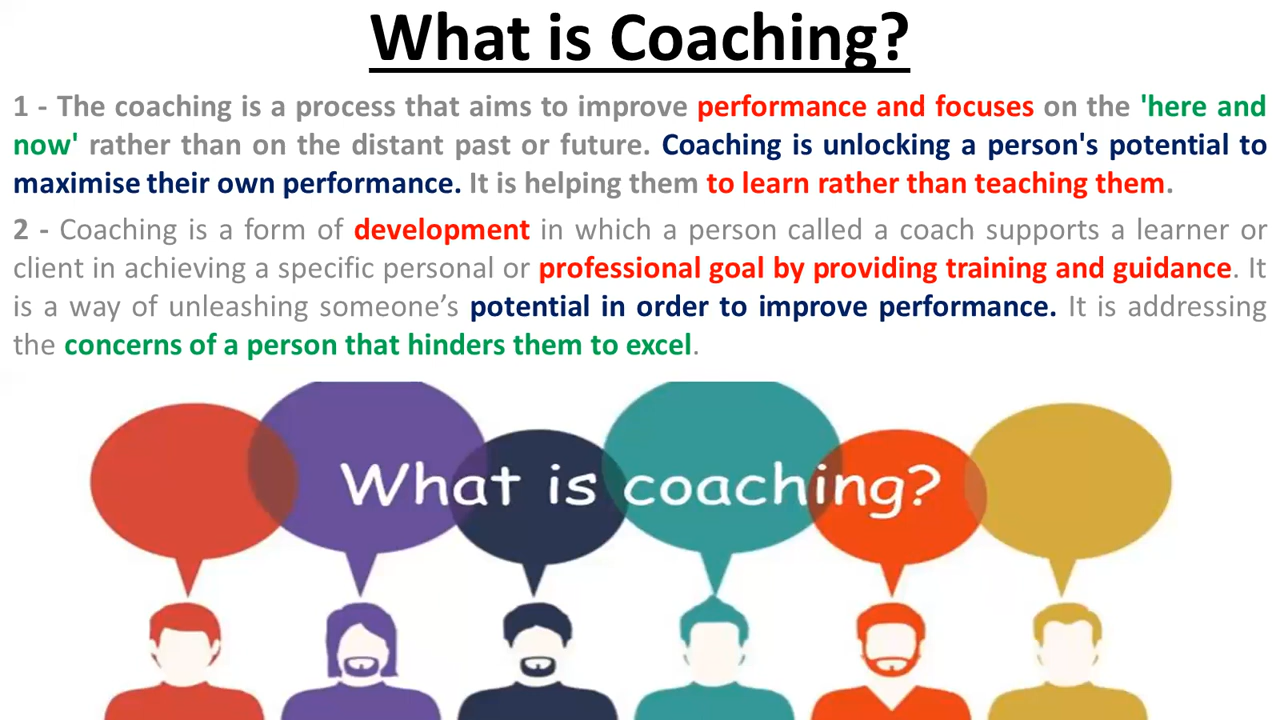 What is Coaching?
1 - The coaching is a process that aims to improve performance and focuses on the 'here and
now' rather than on the distant past or future. Coaching is unlocking a person's potential to
maximise their own performance. It is helping them to learn rather than teaching them.
2 - Coaching is a form of development in which a person called a coach supports a learner or
client in achieving a specific personal or professional goal by providing training and guidance. It
is a way of unleashing someone’s potential in order to improve performance. It is addressing
the concerns of a person that hinders them to excel.
What is coaching?